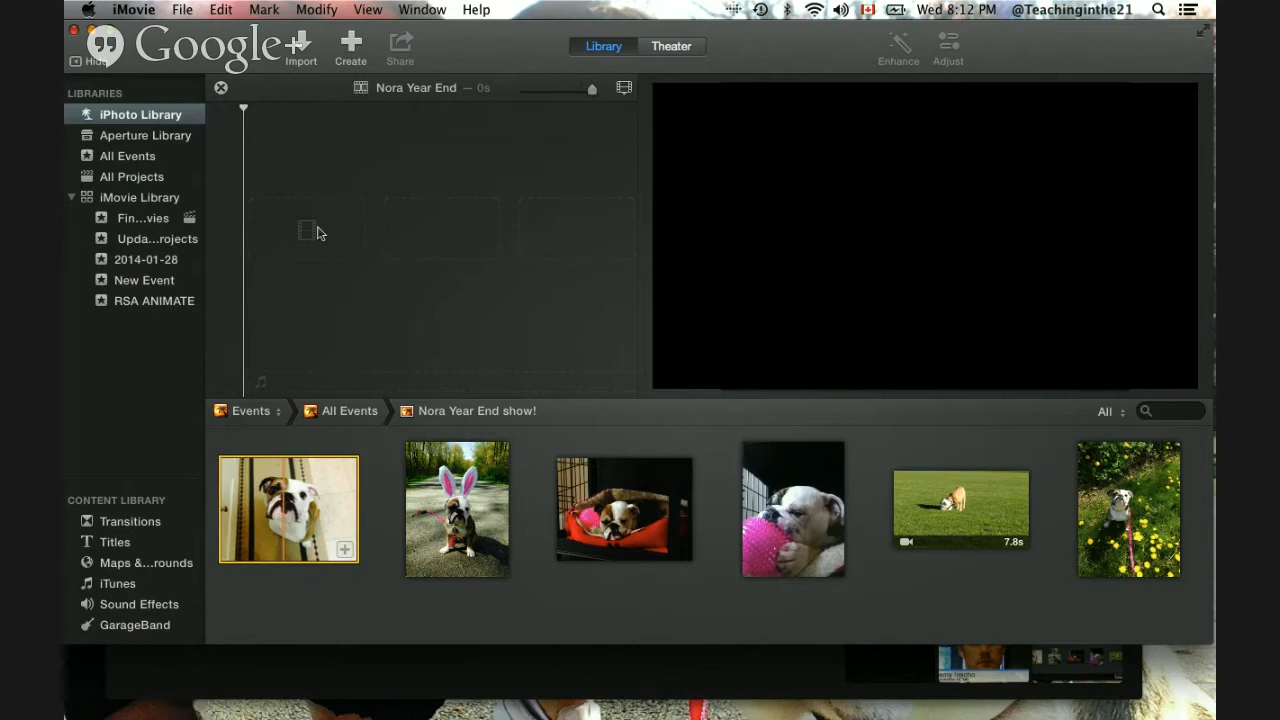 iMovie File Edit Mark Modify View Window Help Wed 8:12 PM @Teachinginthe21
Google+
Hide
Import Create Share
Library Theater
Enhance Adjust
LIBRARIES
iPhoto Library
Aperture Library
All Events
All Projects
iMovie Library
Fin...vies
Upda...rojects
2014-01-28
New Event
RSA ANIMATE
Nora Year End — 0s
Events All Events Nora Year End show! All
7.8s
CONTENT LIBRARY
Transitions
Titles
Maps &...rounds
iTunes
Sound Effects
GarageBand